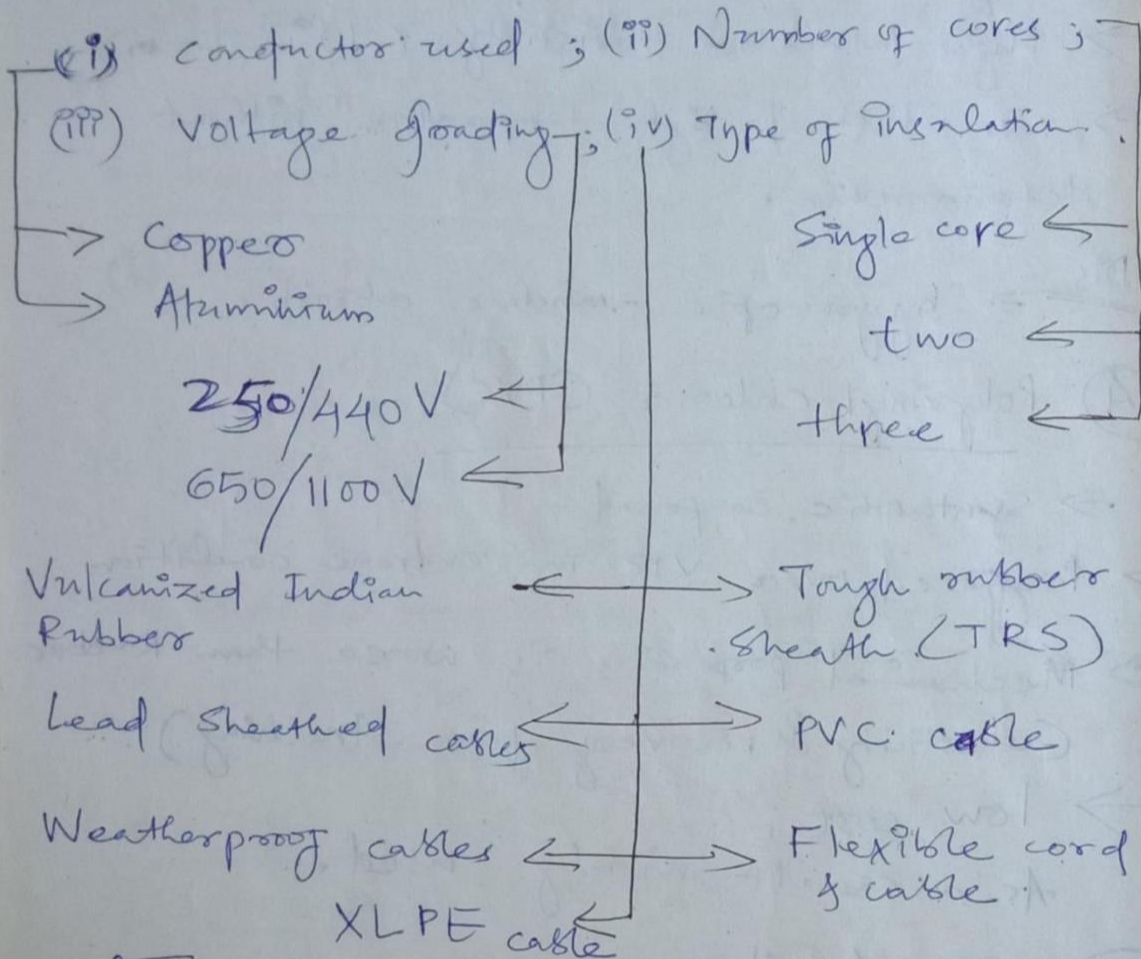 (i) Conductor used ; (ii) Number of cores ;
(iii) Voltage grading ; (iv) Type of insulation.
Copper
Aluminium
Single core
two
three
250/440 V
650/1100 V
Vulcanized Indian
Rubber
Tough rubber
sheath (TRS)
Lead Sheathed cables
PVC cable
Weatherproof cables
Flexible cord
& cable.
XLPE cable